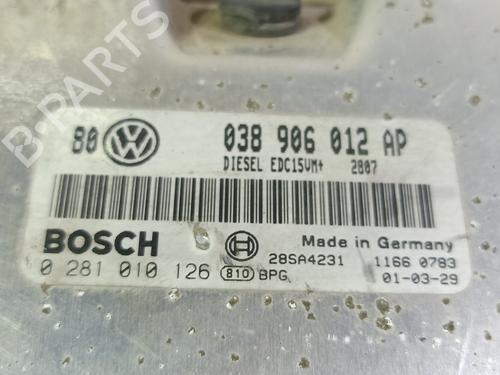 B-PARTS
80 VW 038 906 012 AP
DIESEL EDC15VM+ 2807
BOSCH
28SA4231
Made in Germany
1166 0783
0 281 010 126 810 BPG
01-03-29